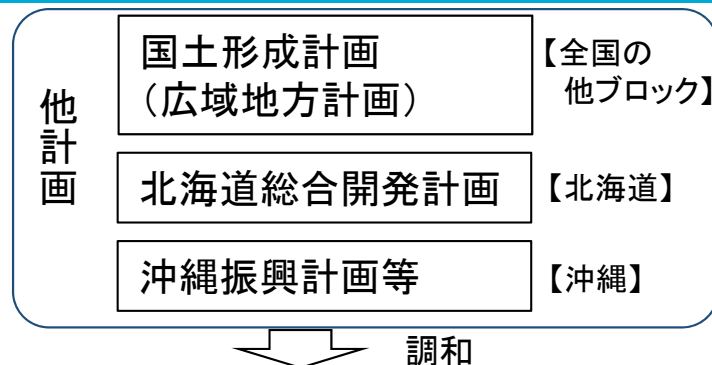 他計画
国土形成計画
（広域地方計画）
【全国の
他ブロック】
北海道総合開発計画
【北海道】
沖縄振興計画等
【沖縄】
調和